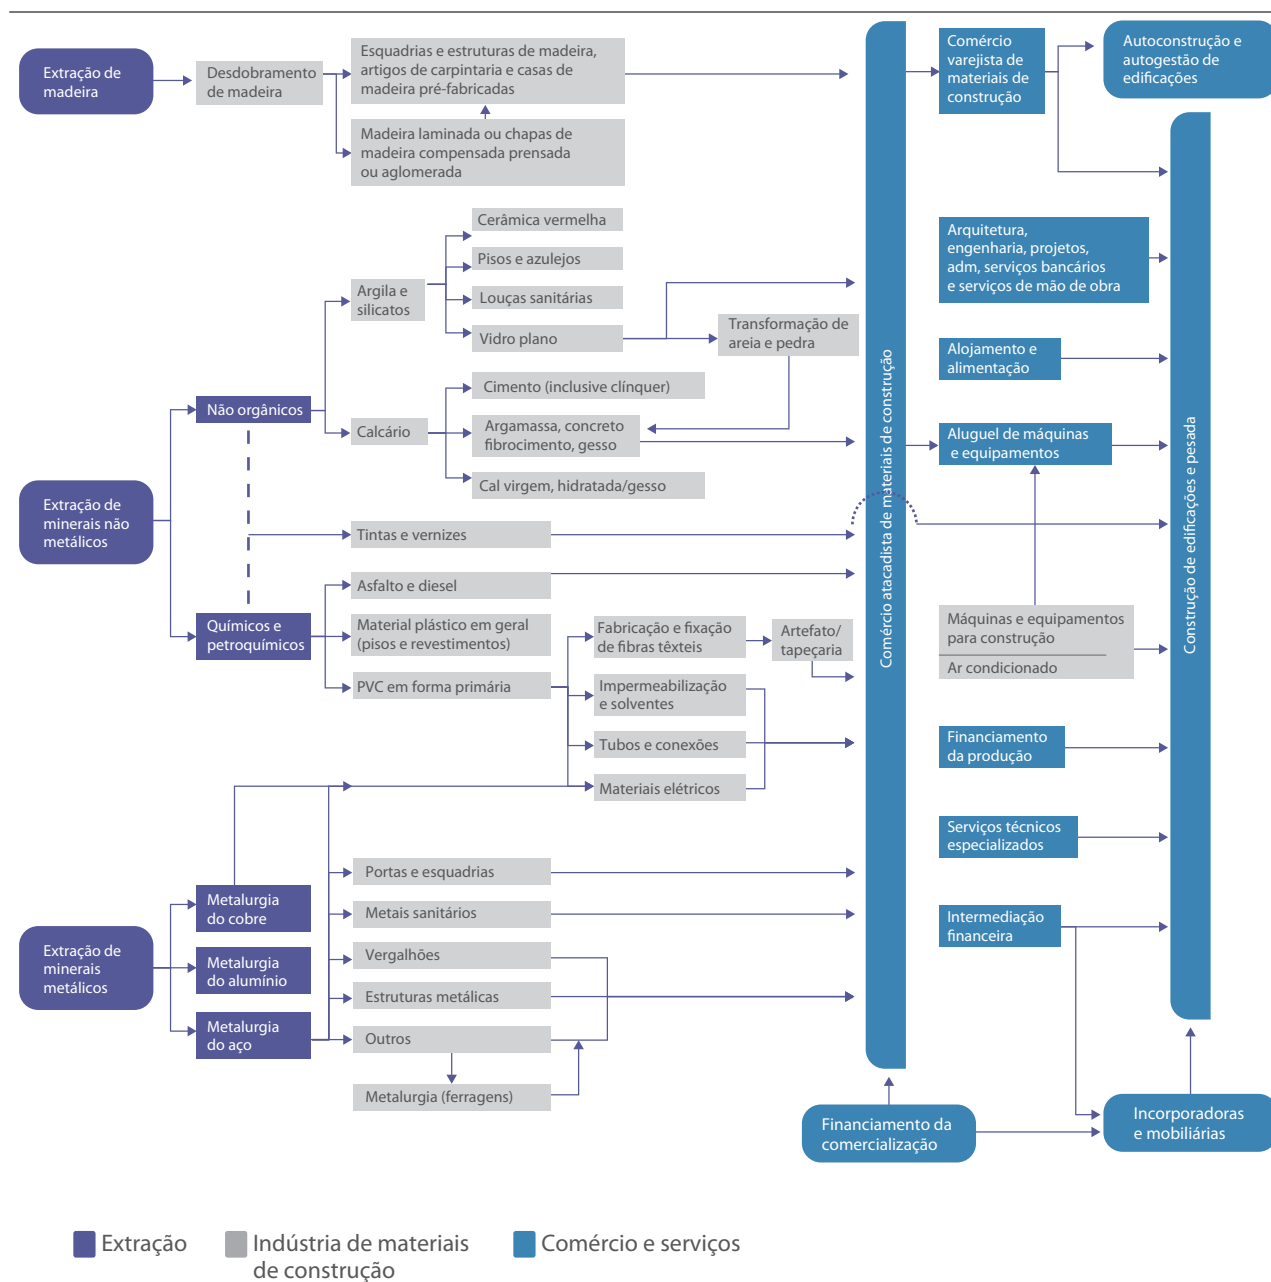 Extração de
madeira
Desdobramento
de madeira
Esquadrias e estruturas de madeira,
artigos de carpintaria e casas de
madeira pré-fabricadas
Madeira laminada ou chapas de
madeira compensada prensada
ou aglomerada
Extração de
minerais não
metálicos
Não orgânicos
Argila e
silicatos
Cerâmica vermelha
Pisos e azulejos
Louças sanitárias
Vidro plano
Transformação de
areia e pedra
Calcário
Cimento (inclusive clínquer)
Argamassa, concreto
fibrocimento, gesso
Cal virgem, hidratada/gesso
Tintas e vernizes
Químicos e
petroquímicos
Asfalto e diesel
Material plástico em geral
(pisos e revestimentos)
PVC em forma primária
Fabricação e fixação
de fibras têxteis
Artefato/
tapeçaria
Impermeabilização
e solventes
Tubos e conexões
Materiais elétricos
Extração de
minerais
metálicos
Metalurgia
do cobre
Metalurgia
do alumínio
Metalurgia
do aço
Portas e esquadrias
Metais sanitários
Vergalhões
Estruturas metálicas
Outros
Metalurgia (ferragens)
Comércio atacadista de materiais de construção
Comércio
varejista de
materiais de
construção
Autoconstrução e
autogestão de
edificações
Arquitetura,
engenharia, projetos,
adm, serviços bancários
e serviços de mão de obra
Alojamento e
alimentação
Aluguel de máquinas
e equipamentos
Máquinas e equipamentos
para construção
Ar condicionado
Financiamento
da produção
Serviços técnicos
especializados
Intermediação
financeira
Construção de edificações e pesada
Financiamento da
comercialização
Incorporadoras
e mobiliárias
Extração
Indústria de materiais
de construção
Comércio e serviços